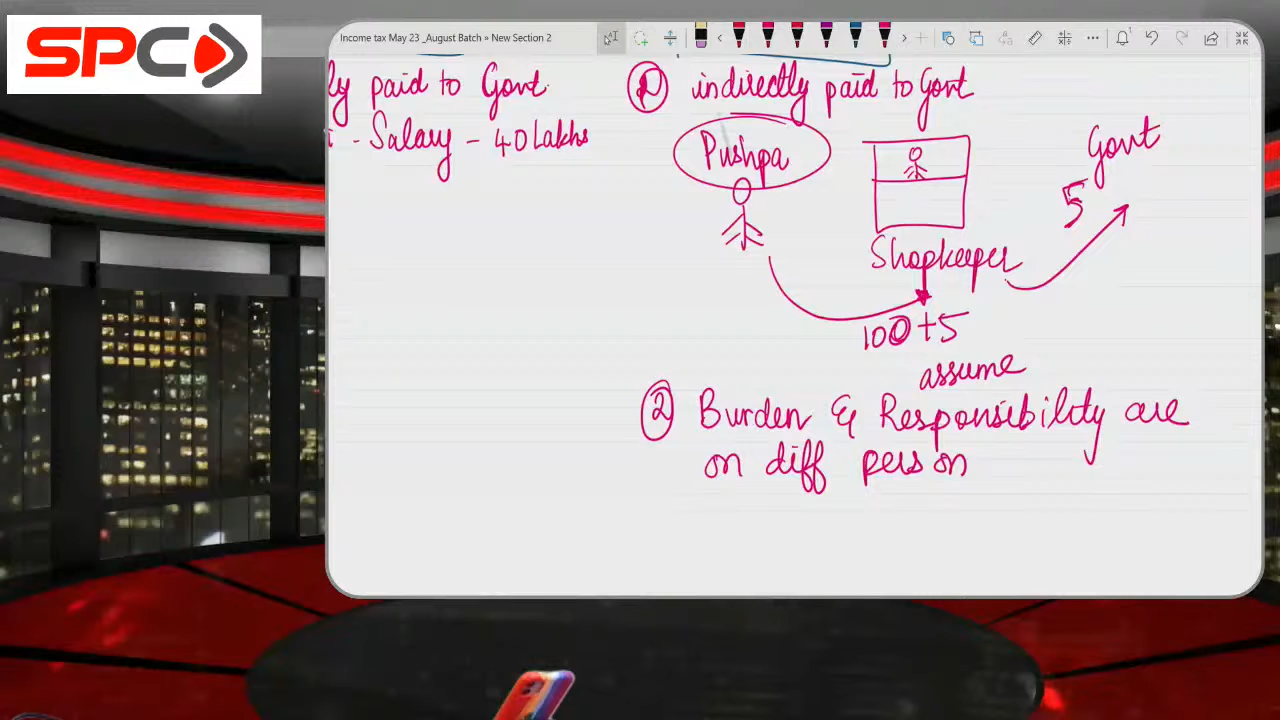 SPC
Income tax May 23 _August Batch » New Section 2
ly paid to Govt.
- Salary - 40 Lakhs
① indirectly paid to Govt
Pushpa
Govt
5
Shopkeeper
100+5
assume
② Burden & Responsibility are
on diff person